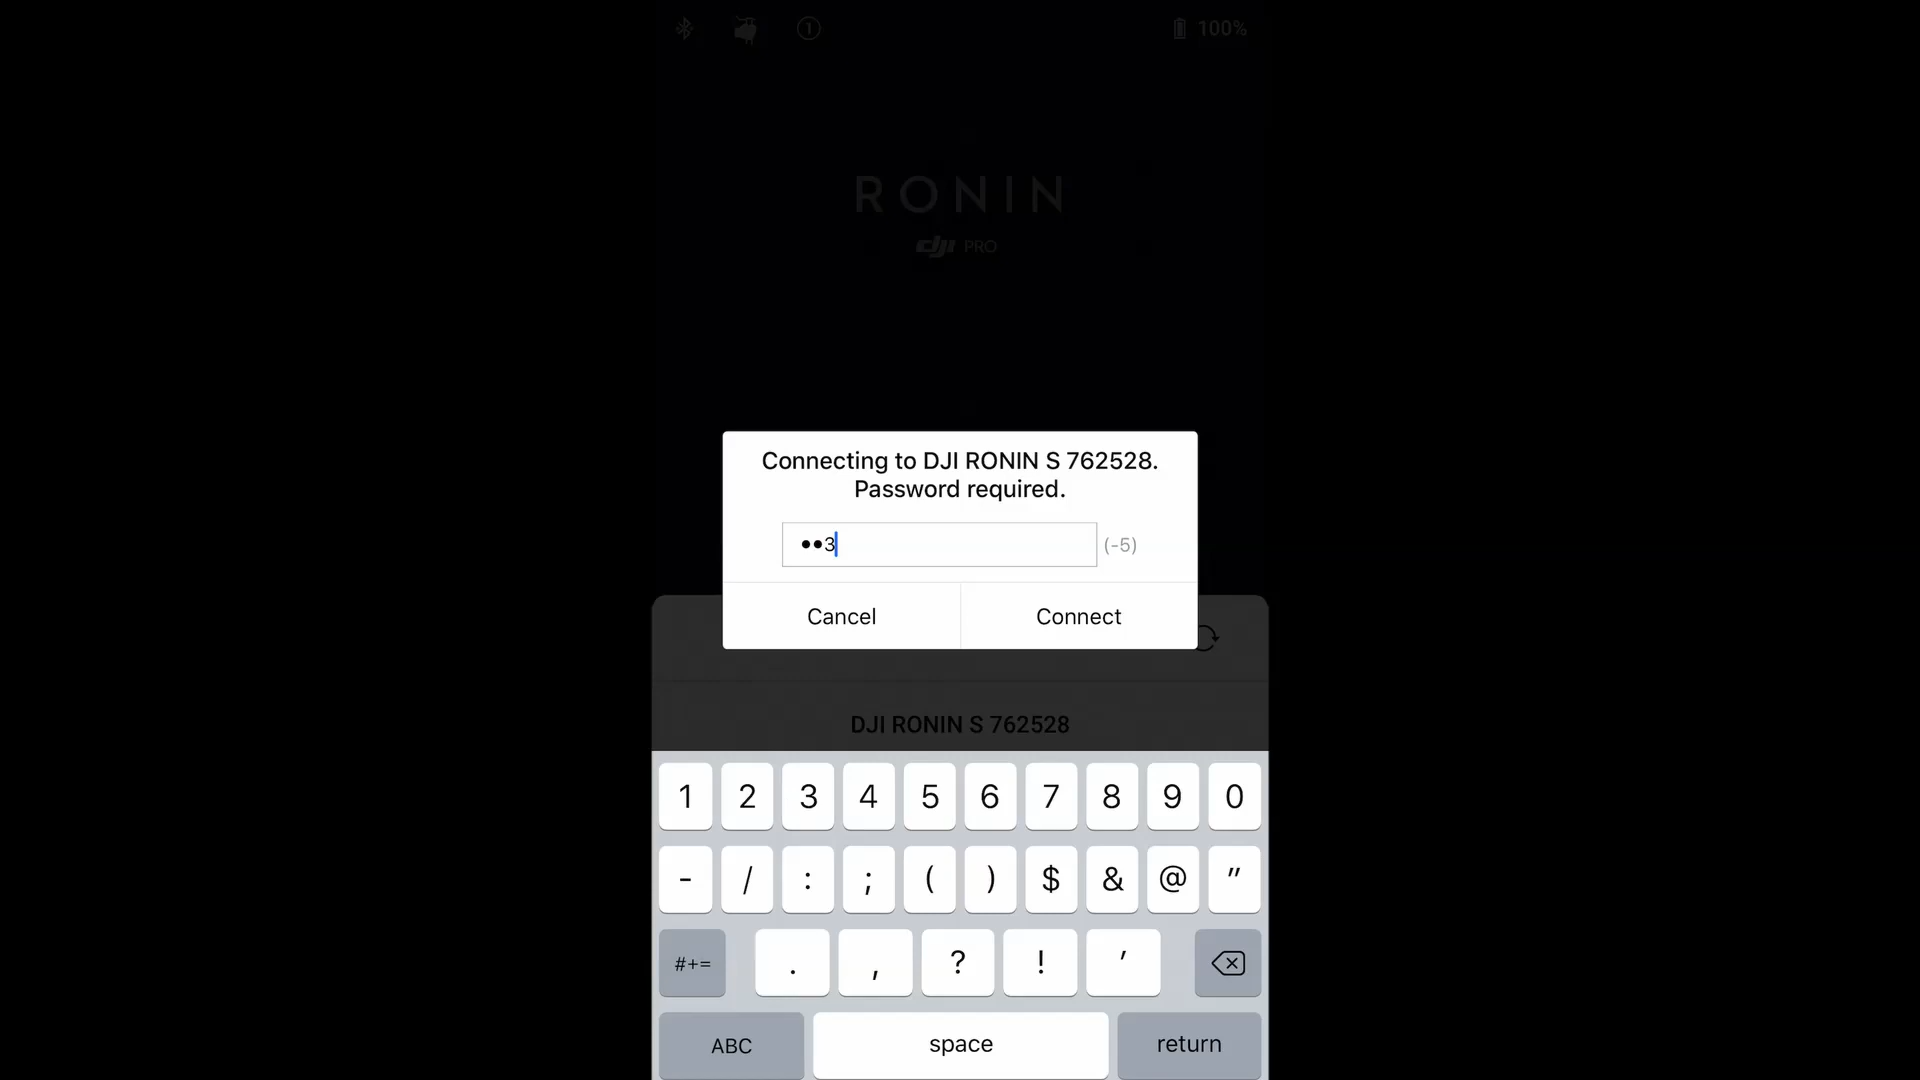 100%
RONIN
dji PRO
Connecting to DJI RONIN S 762528.
Password required.
••3
(-5)
Cancel
Connect
DJI RONIN S 762528
1 2 3 4 5 6 7 8 9 0
- / : ; ( ) $ & @ "
#+= . , ? ! '
ABC space return